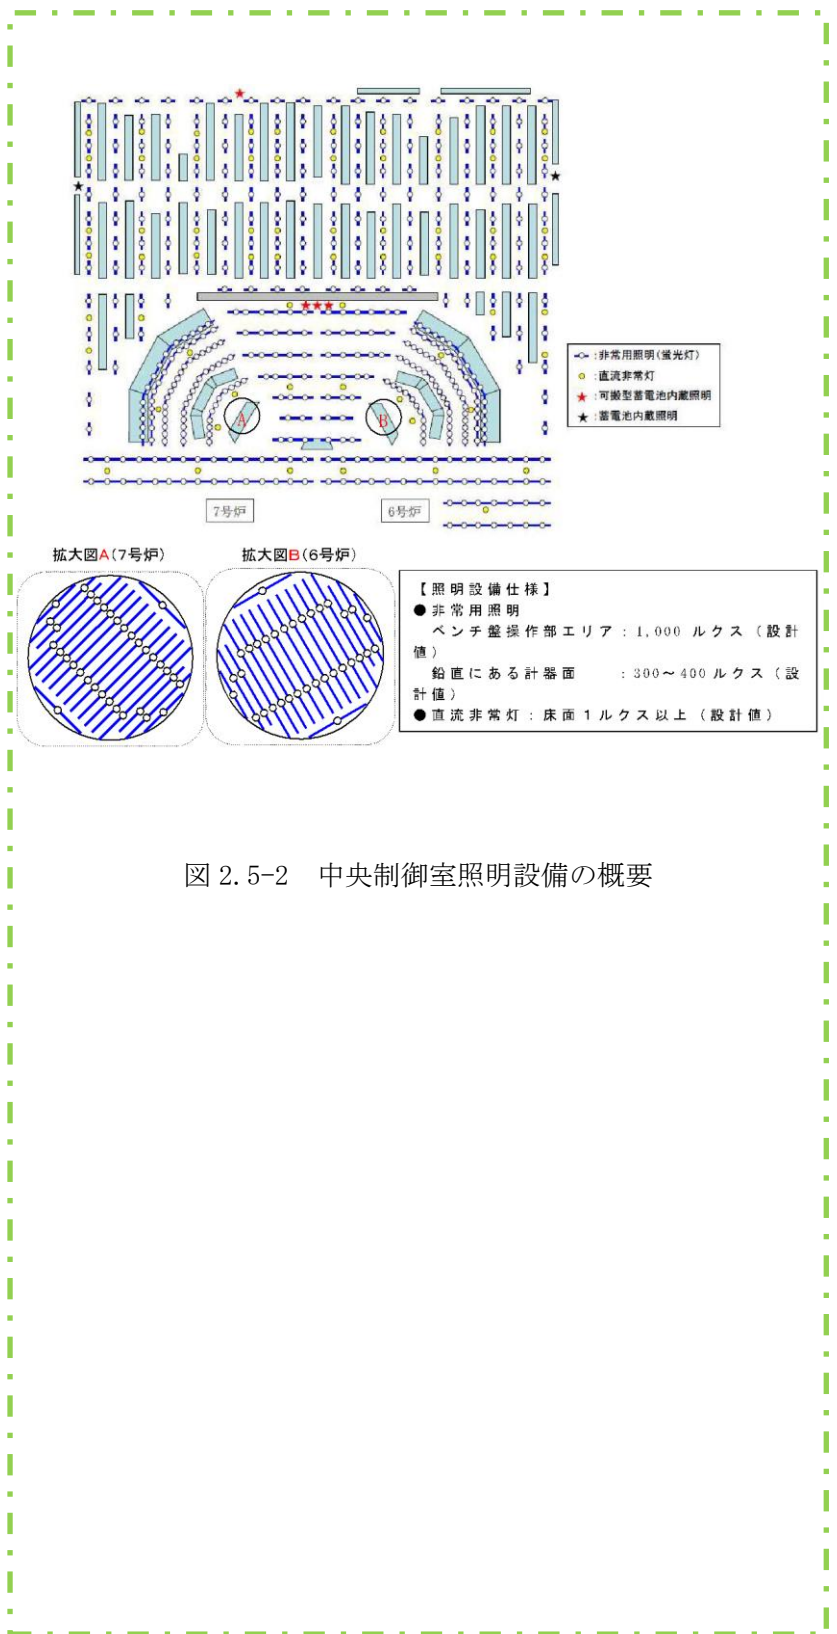 :非常用照明(蛍光灯)
:直流非常灯
:可搬型蓄電池内蔵照明
:蓄電池内蔵照明
A
B
7号炉
6号炉
拡大図A(7号炉)
拡大図B(6号炉)
【照明設備仕様】
●非常用照明
ベンチ盤操作部エリア:1,000 ルクス(設計
値)
鉛直にある計器面 :300~400 ルクス(設
計値)
●直流非常灯:床面1ルクス以上(設計値)
図 2.5-2 中央制御室照明設備の概要